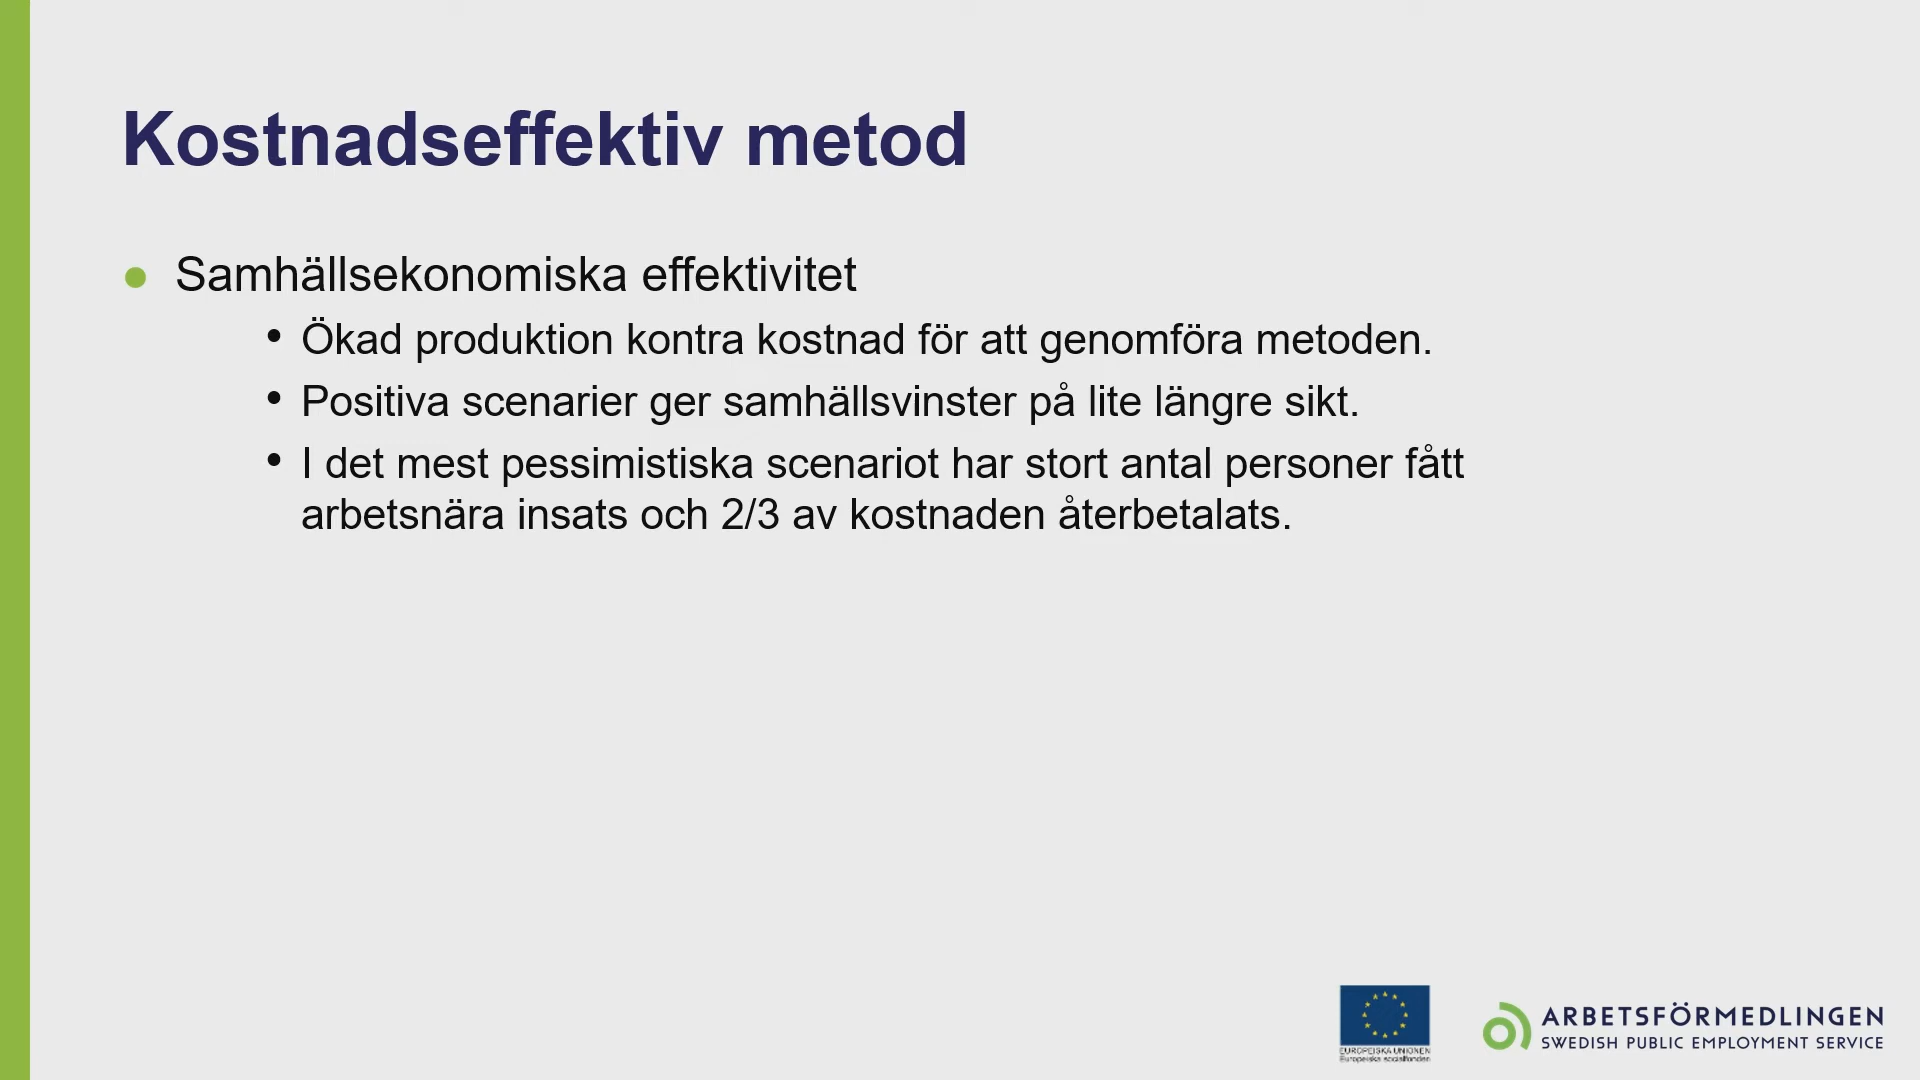 Kostnadseffektiv metod
● Samhällsekonomiska effektivitet
• Ökad produktion kontra kostnad för att genomföra metoden.
• Positiva scenarier ger samhällsvinster på lite längre sikt.
• I det mest pessimistiska scenariot har stort antal personer fått
arbetsnära insats och 2/3 av kostnaden återbetalats.
EUROPEISKA UNIONEN
Europeiska socialfonden
ARBETSFÖRMEDLINGEN
SWEDISH PUBLIC EMPLOYMENT SERVICE